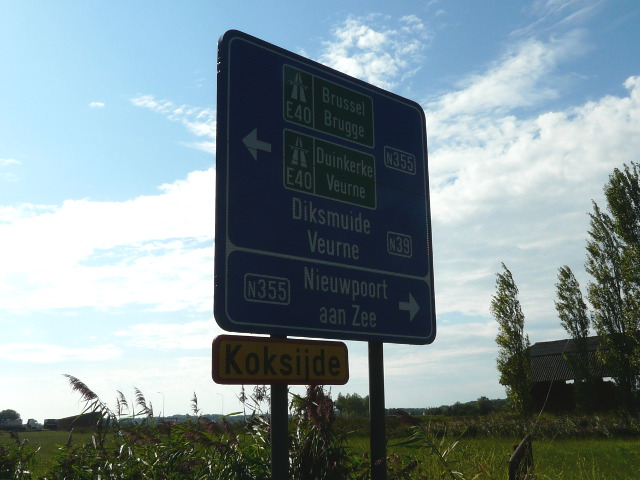 E40
Brussel
Brugge
E40
Duinkerke
Veurne
N355
Diksmuide
Veurne
N39
N355
Nieuwpoort
aan Zee
Koksijde